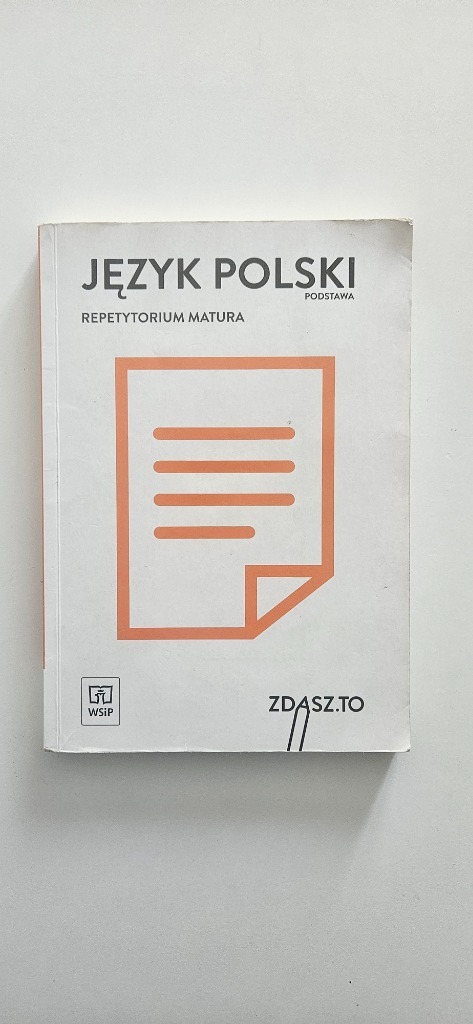 JĘZYK POLSKI
PODSTAWA
REPETYTORIUM MATURA
WSiP
ZDASZ.TO